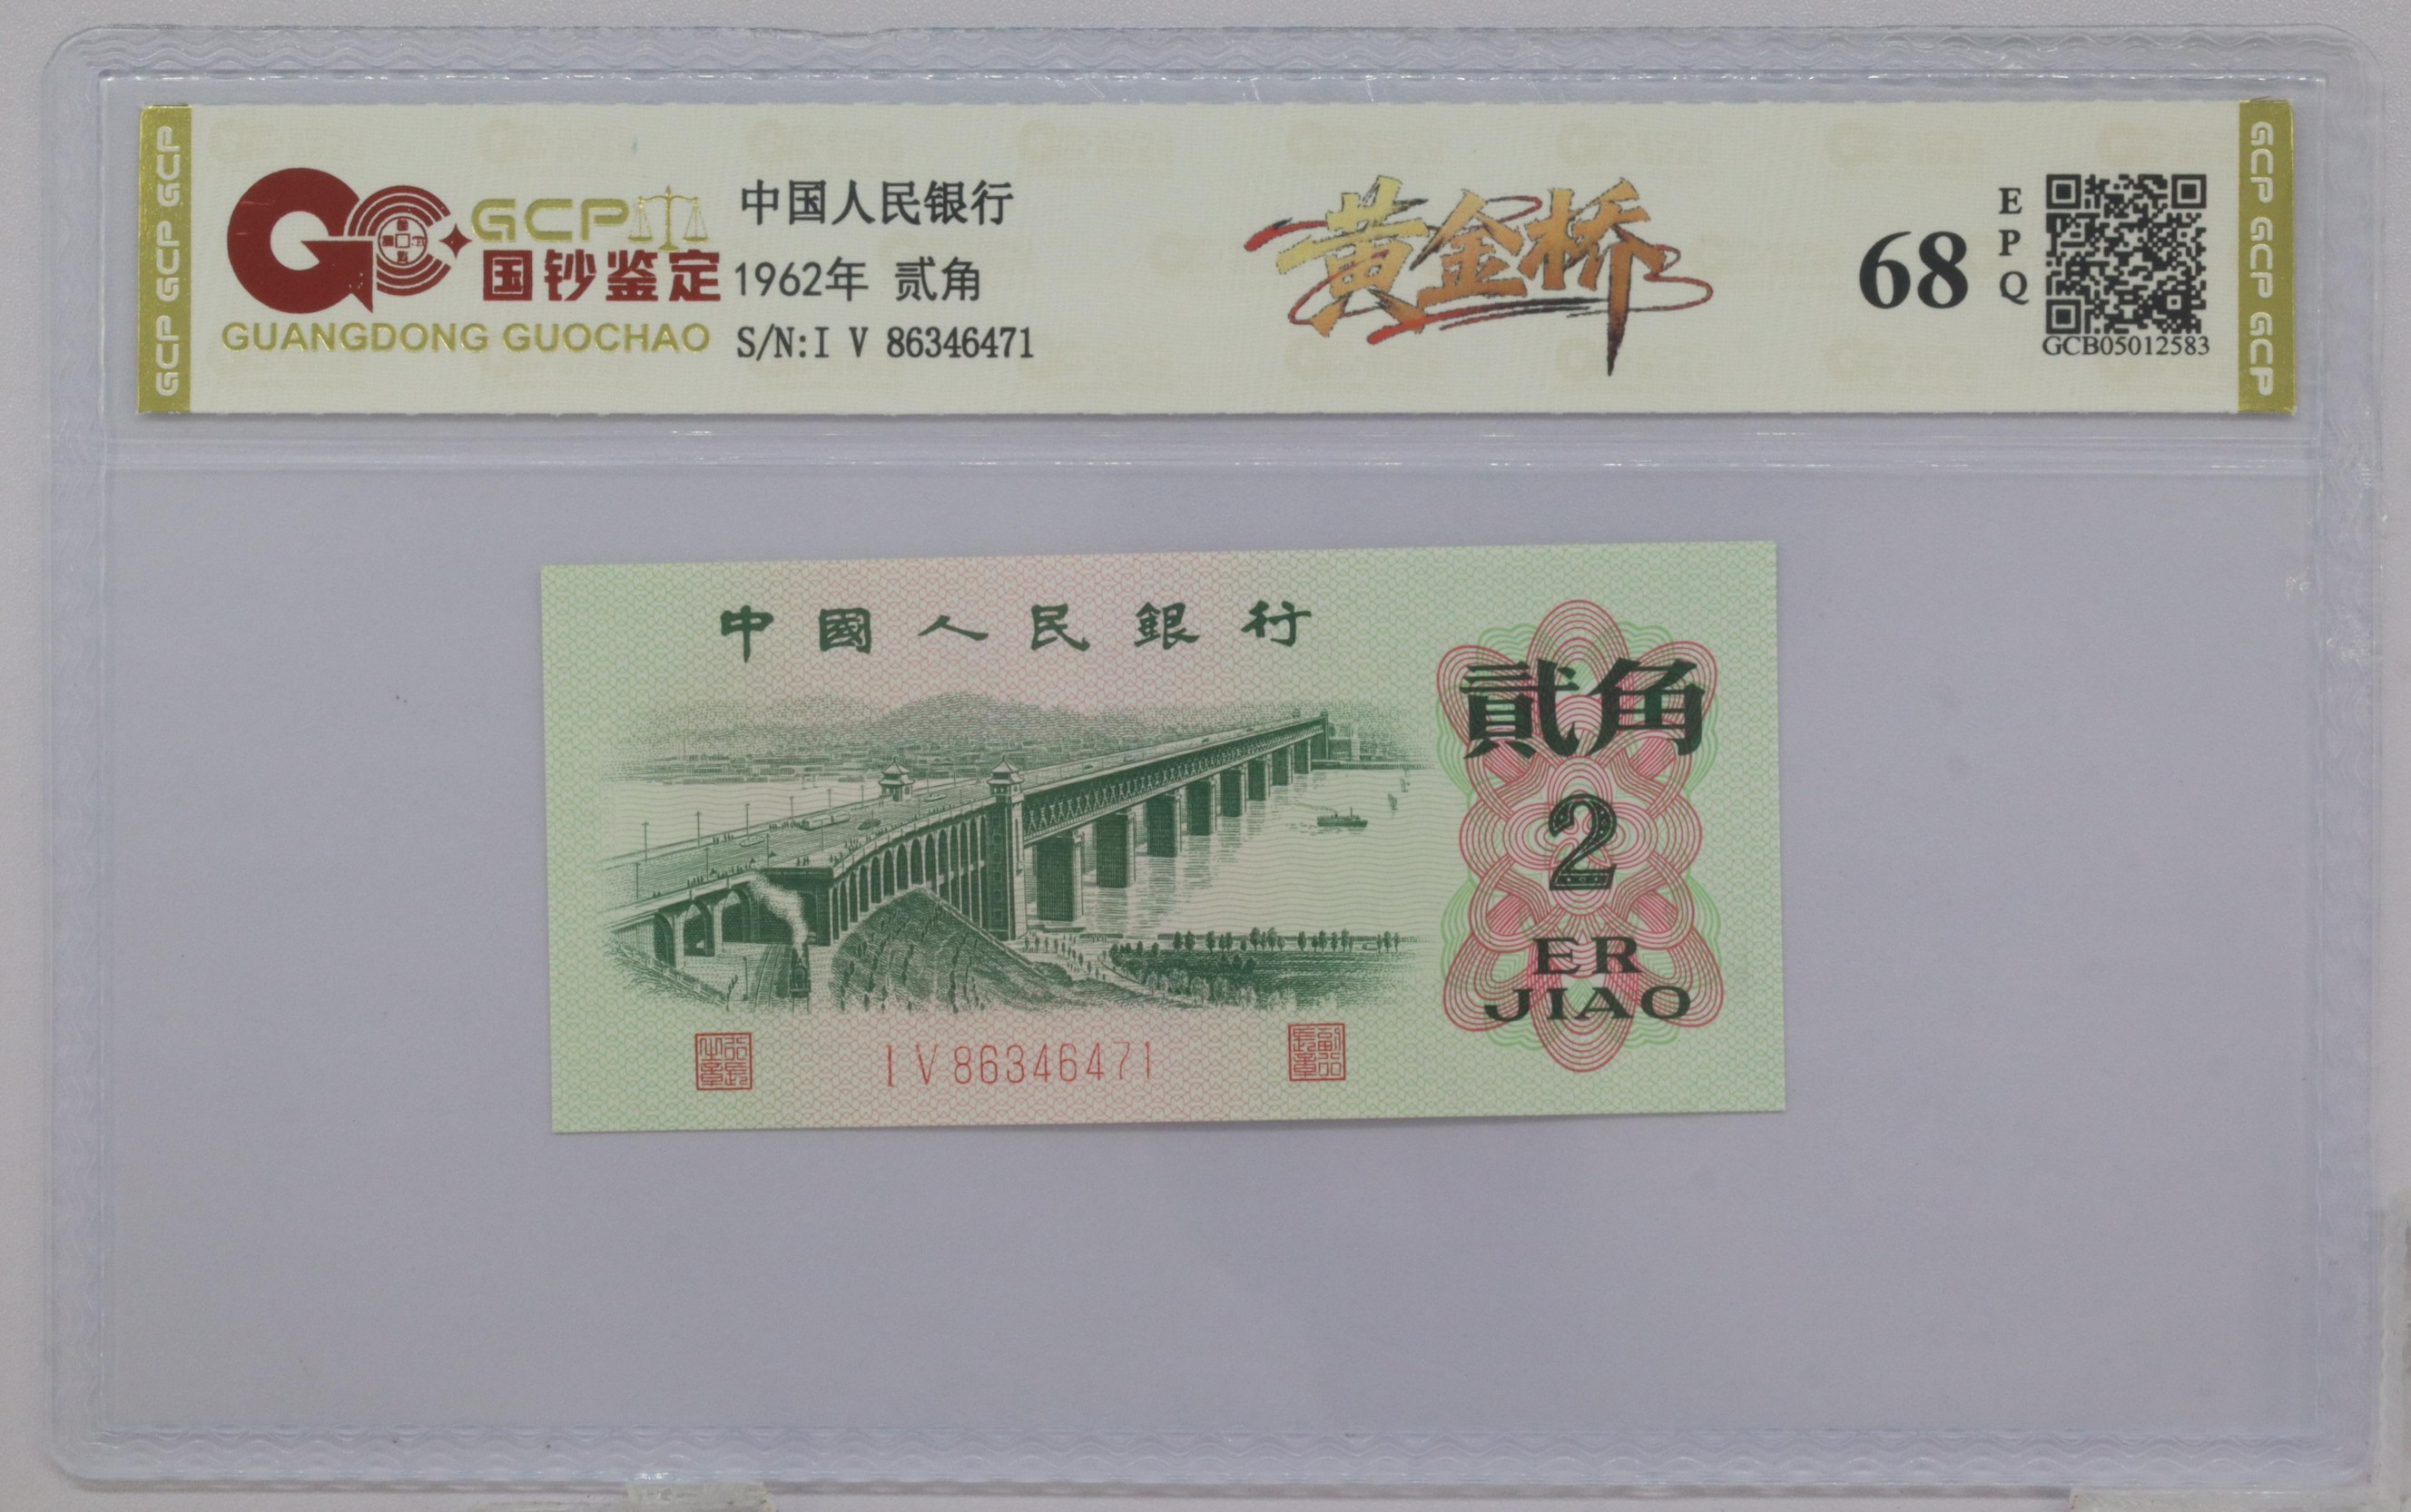 GCP GCP GCP
GCP
国钞鉴定
GUANGDONG GUOCHAO
中国人民银行
1962年 贰角
S/N:I V 86346471
黄金桥
68
EPQ
GCB05012583
GCP GCP GCP
中國人民銀行
貳角
2
ER
JIAO
I V 86346471